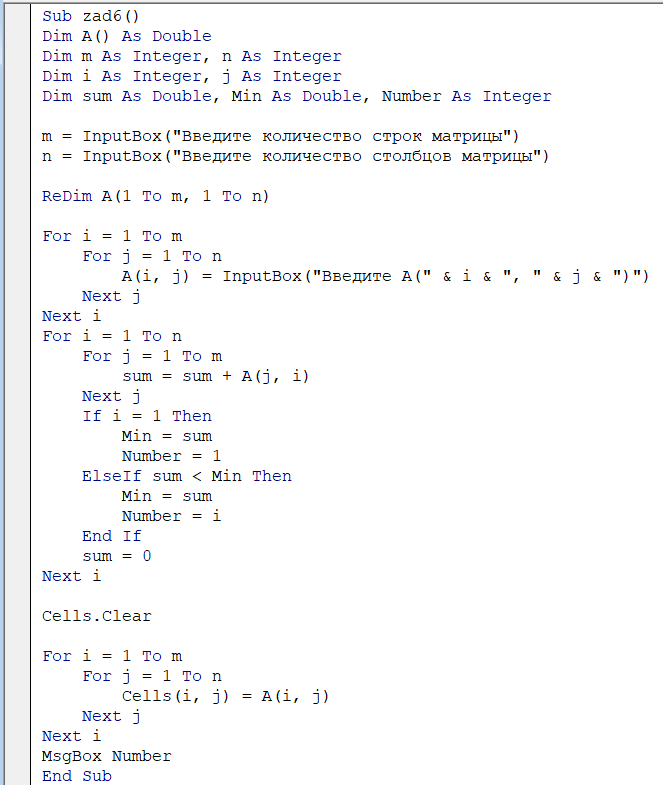 Sub zad6()
Dim A() As Double
Dim m As Integer, n As Integer
Dim i As Integer, j As Integer
Dim sum As Double, Min As Double, Number As Integer
m = InputBox("Введите количество строк матрицы")
n = InputBox("Введите количество столбцов матрицы")
ReDim A(1 To m, 1 To n)
For i = 1 To m
For j = 1 To n
A(i, j) = InputBox("Введите A(" & i & ", " & j & ")")
Next j
Next i
For i = 1 To n
For j = 1 To m
sum = sum + A(j, i)
Next j
If i = 1 Then
Min = sum
Number = 1
ElseIf sum < Min Then
Min = sum
Number = i
End If
sum = 0
Next i
Cells.Clear
For i = 1 To m
For j = 1 To n
Cells(i, j) = A(i, j)
Next j
Next i
MsgBox Number
End Sub